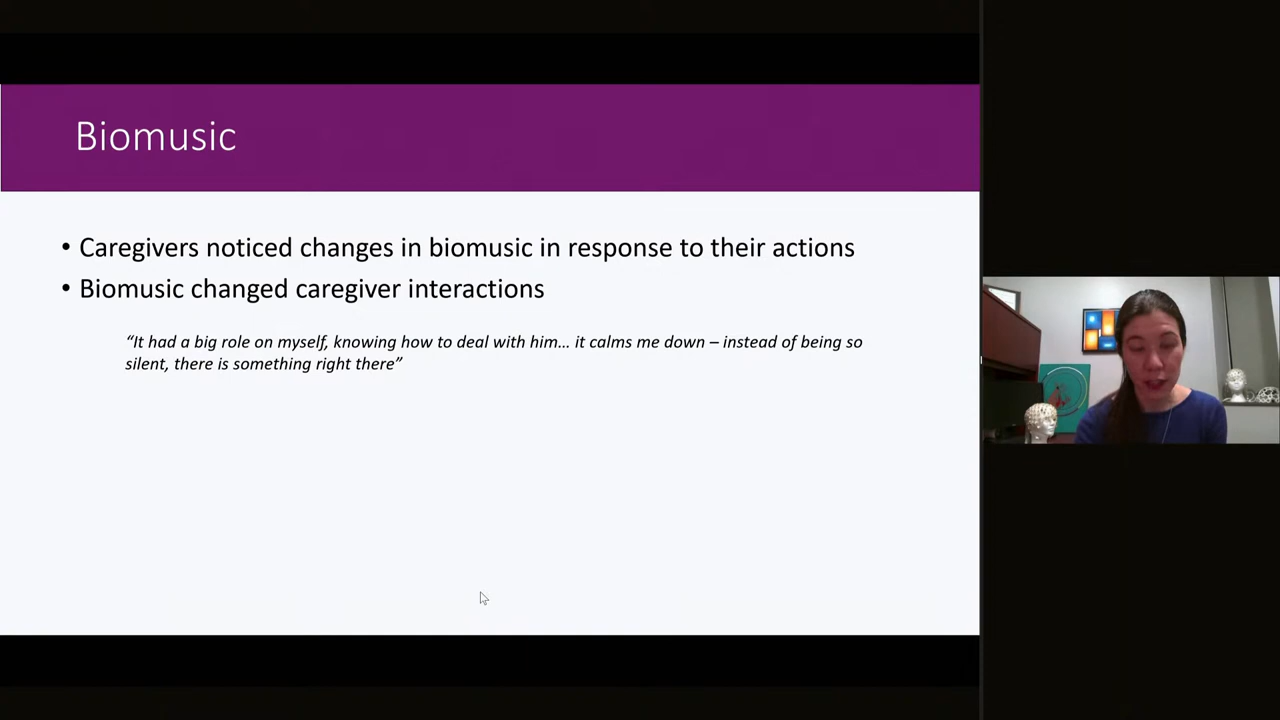 Biomusic
• Caregivers noticed changes in biomusic in response to their actions
• Biomusic changed caregiver interactions
“It had a big role on myself, knowing how to deal with him… it calms me down – instead of being so
silent, there is something right there”